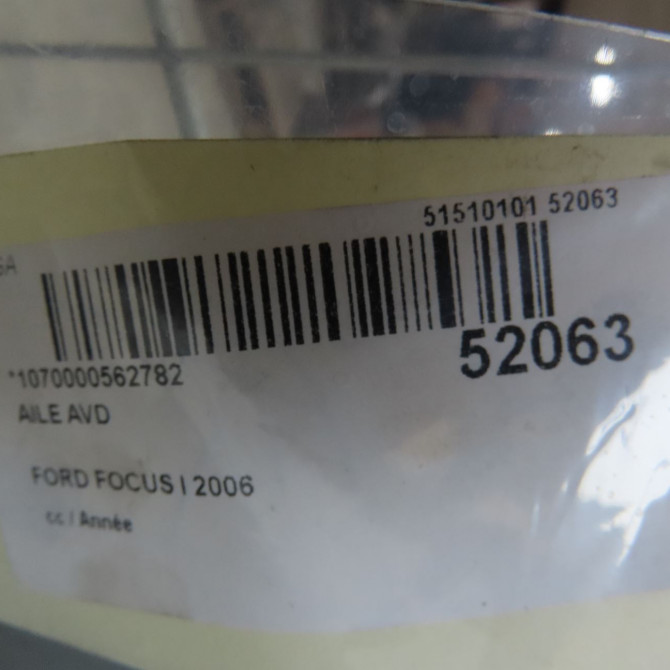 51510101 52063
52063
*1070000562782
AILE AVD
FORD FOCUS I 2006
cc / Année